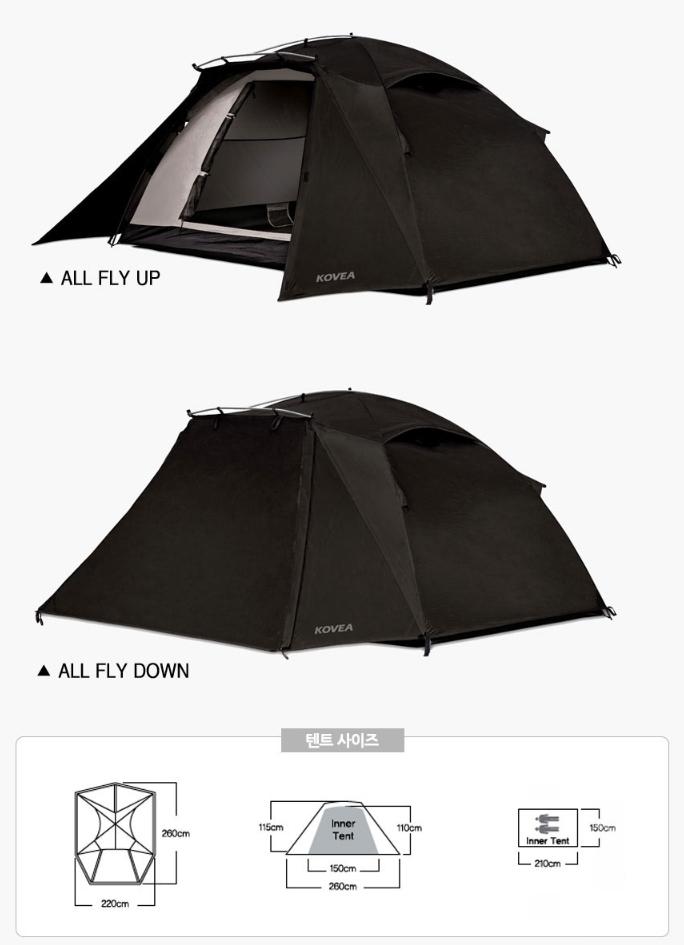 KOVEA
▲ ALL FLY UP
KOVEA
▲ ALL FLY DOWN
텐트 사이즈
260cm
220cm
115cm
Inner
Tent
110cm
150cm
260cm
Inner Tent
150cm
210cm